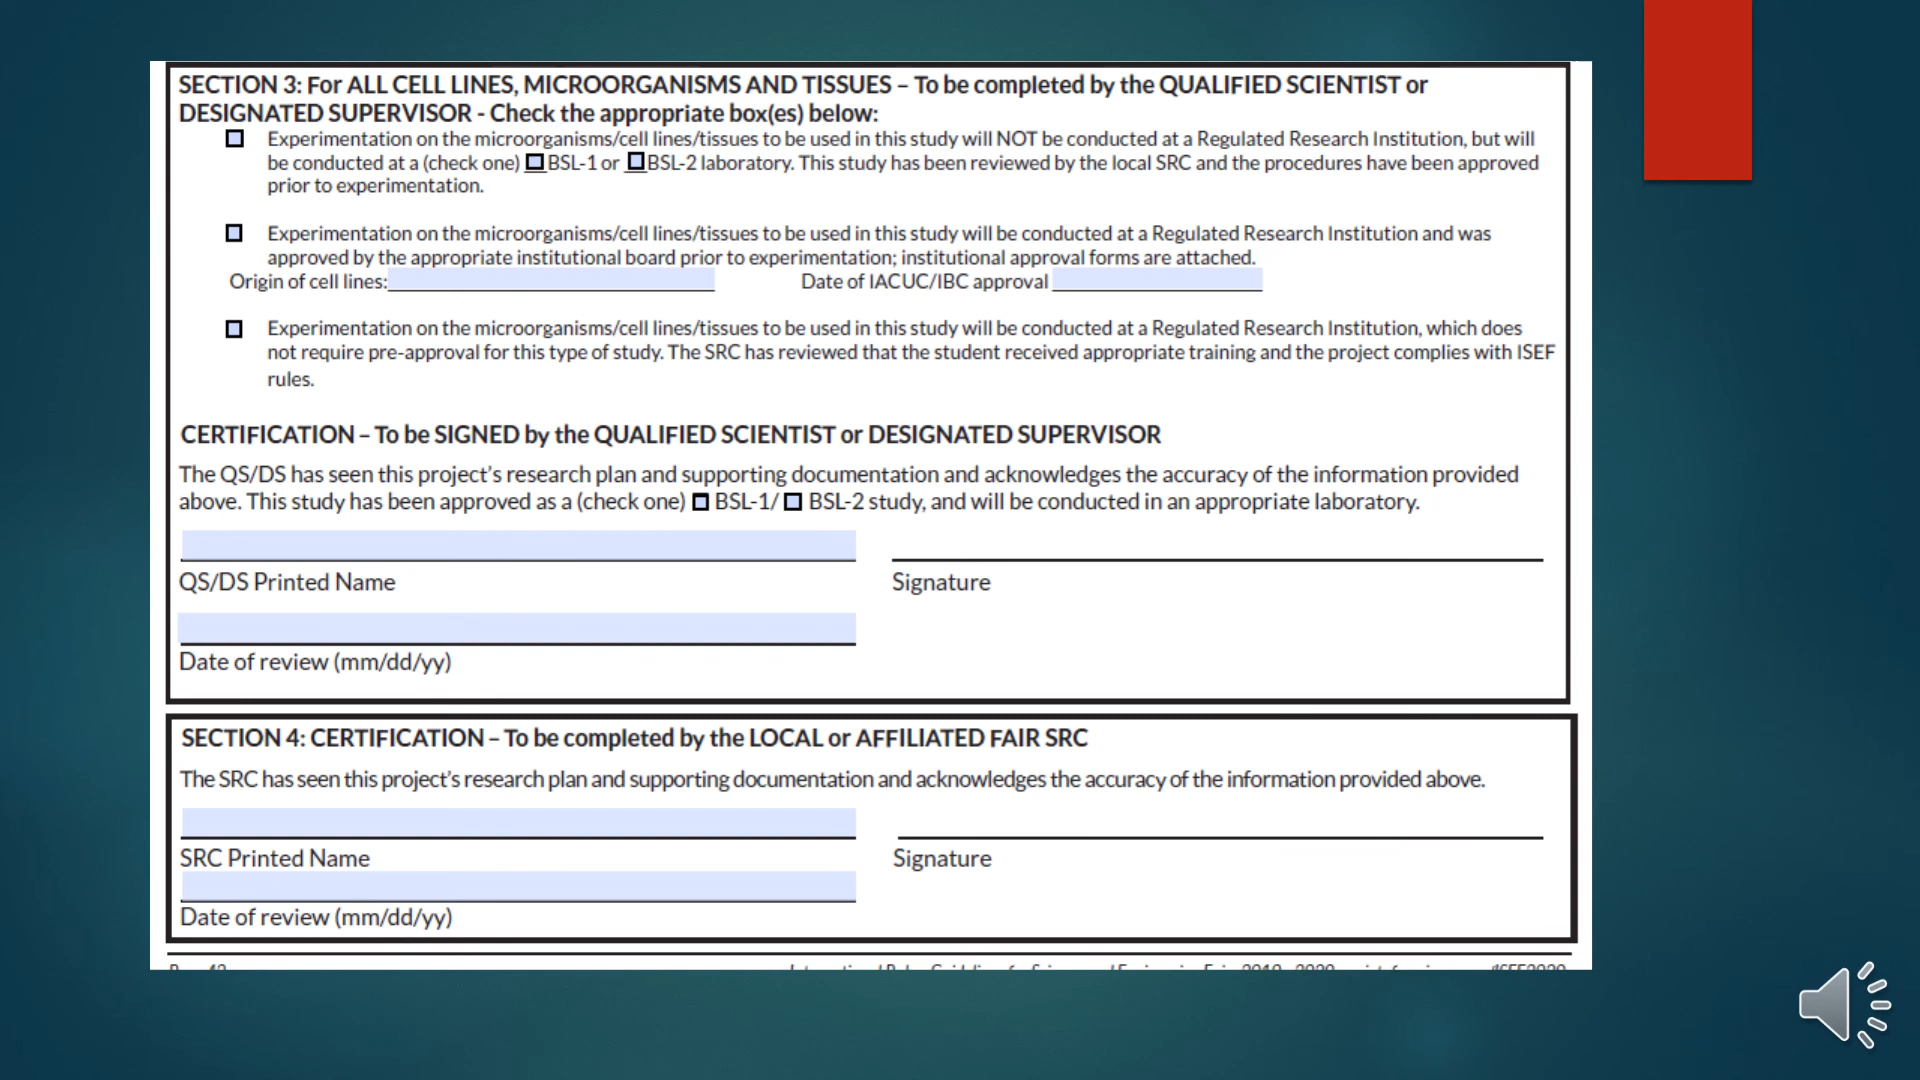 SECTION 3: For ALL CELL LINES, MICROORGANISMS AND TISSUES – To be completed by the QUALIFIED SCIENTIST or
DESIGNATED SUPERVISOR - Check the appropriate box(es) below:
Experimentation on the microorganisms/cell lines/tissues to be used in this study will NOT be conducted at a Regulated Research Institution, but will
be conducted at a (check one) BSL-1 or BSL-2 laboratory. This study has been reviewed by the local SRC and the procedures have been approved
prior to experimentation.
Experimentation on the microorganisms/cell lines/tissues to be used in this study will be conducted at a Regulated Research Institution and was
approved by the appropriate institutional board prior to experimentation; institutional approval forms are attached.
Origin of cell lines: Date of IACUC/IBC approval
Experimentation on the microorganisms/cell lines/tissues to be used in this study will be conducted at a Regulated Research Institution, which does
not require pre-approval for this type of study. The SRC has reviewed that the student received appropriate training and the project complies with ISEF
rules.
CERTIFICATION – To be SIGNED by the QUALIFIED SCIENTIST or DESIGNATED SUPERVISOR
The QS/DS has seen this project's research plan and supporting documentation and acknowledges the accuracy of the information provided
above. This study has been approved as a (check one) BSL-1/ BSL-2 study, and will be conducted in an appropriate laboratory.
QS/DS Printed Name Signature
Date of review (mm/dd/yy)
SECTION 4: CERTIFICATION – To be completed by the LOCAL or AFFILIATED FAIR SRC
The SRC has seen this project's research plan and supporting documentation and acknowledges the accuracy of the information provided above.
SRC Printed Name Signature
Date of review (mm/dd/yy)